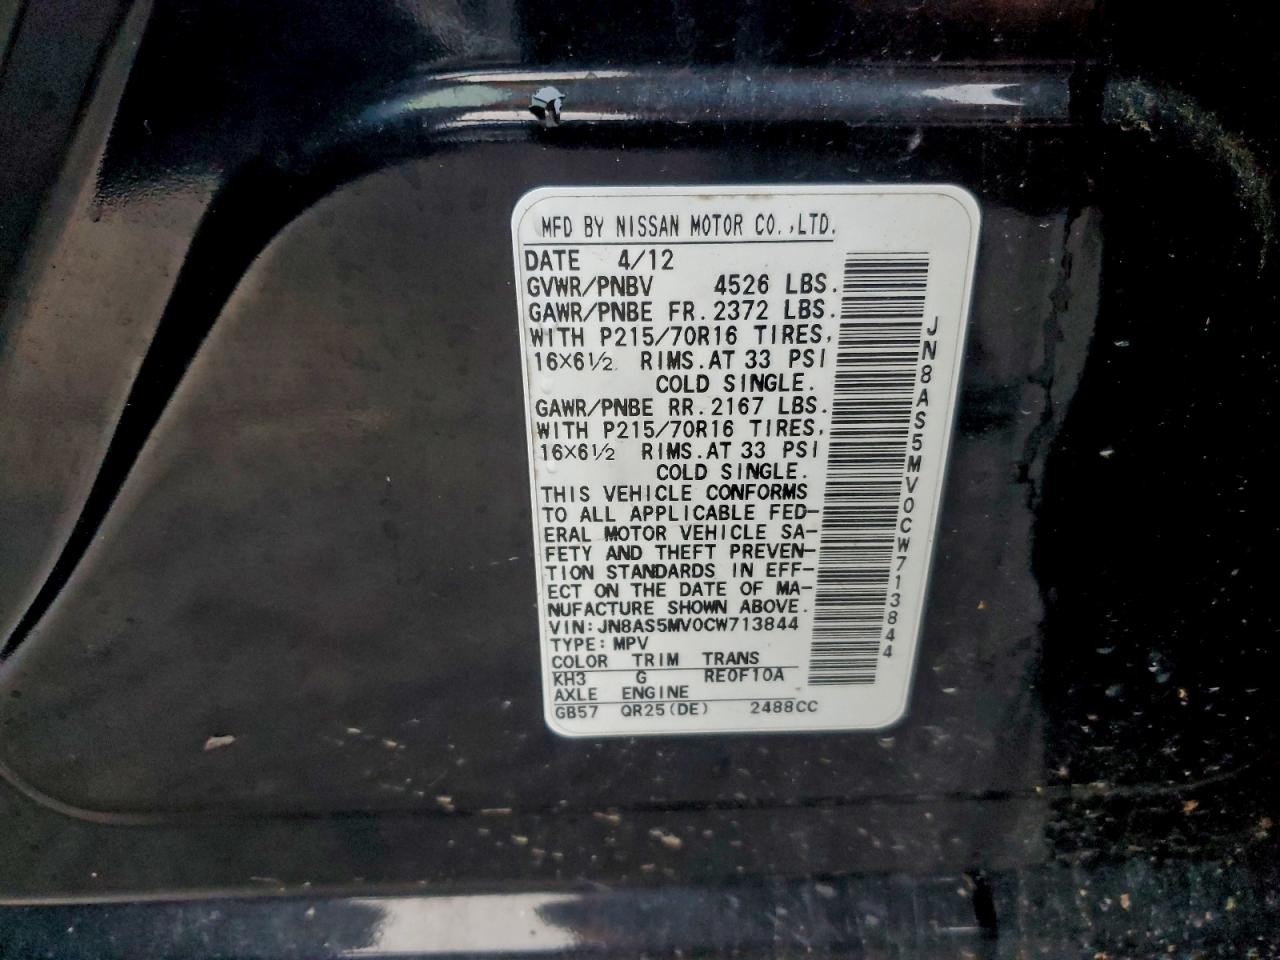 MFD BY NISSAN MOTOR CO.,LTD.
DATE 4/12
GVWR/PNBV 4526 LBS.
GAWR/PNBE FR. 2372 LBS.
WITH P215/70R16 TIRES,
16×6½ RIMS.AT 33 PSI
COLD SINGLE.
GAWR/PNBE RR. 2167 LBS.
WITH P215/70R16 TIRES,
16×6½ RIMS.AT 33 PSI
COLD SINGLE.
THIS VEHICLE CONFORMS
TO ALL APPLICABLE FED-
ERAL MOTOR VEHICLE SA-
FETY AND THEFT PREVEN-
TION STANDARDS IN EFF-
ECT ON THE DATE OF MA-
NUFACTURE SHOWN ABOVE.
VIN:JN8AS5MV0CW713844
TYPE:MPV
COLOR TRIM TRANS
KH3 G RE0F10A
AXLE ENGINE
GB57 QR25(DE) 2488CC
JN8AS5MV0CW713844